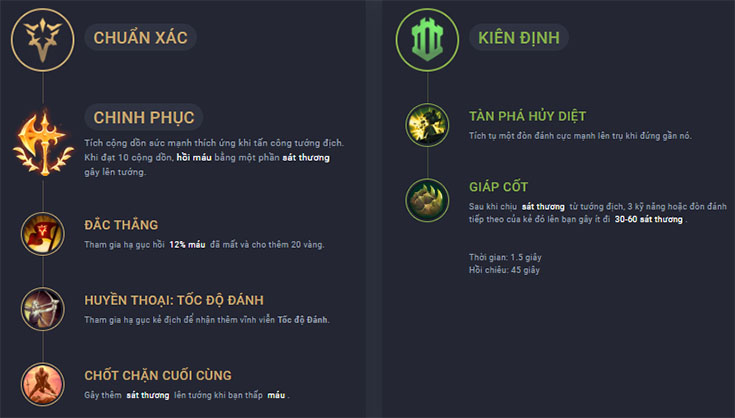 CHUẨN XÁC
CHINH PHỤC
Tích cộng dồn sức mạnh thích ứng khi tấn công tướng địch.
Khi đạt 10 cộng dồn, hồi máu bằng một phần sát thương
gây lên tướng.
ĐẮC THẮNG
Tham gia hạ gục hồi 12% máu đã mất và cho thêm 20 vàng.
HUYỀN THOẠI: TỐC ĐỘ ĐÁNH
Tham gia hạ gục kẻ địch để nhận thêm vĩnh viễn Tốc độ Đánh.
CHỐT CHẶN CUỐI CÙNG
Gây thêm sát thương lên tướng khi bạn thấp máu .
KIÊN ĐỊNH
TÀN PHÁ HỦY DIỆT
Tích tụ một đòn đánh cực mạnh lên trụ khi đứng gần nó.
GIÁP CỐT
Sau khi chịu sát thương từ tướng địch, 3 kỹ năng hoặc đòn đánh
tiếp theo của kẻ đó lên bạn gây ít đi 30-60 sát thương .
Thời gian: 1.5 giây
Hồi chiêu: 45 giây